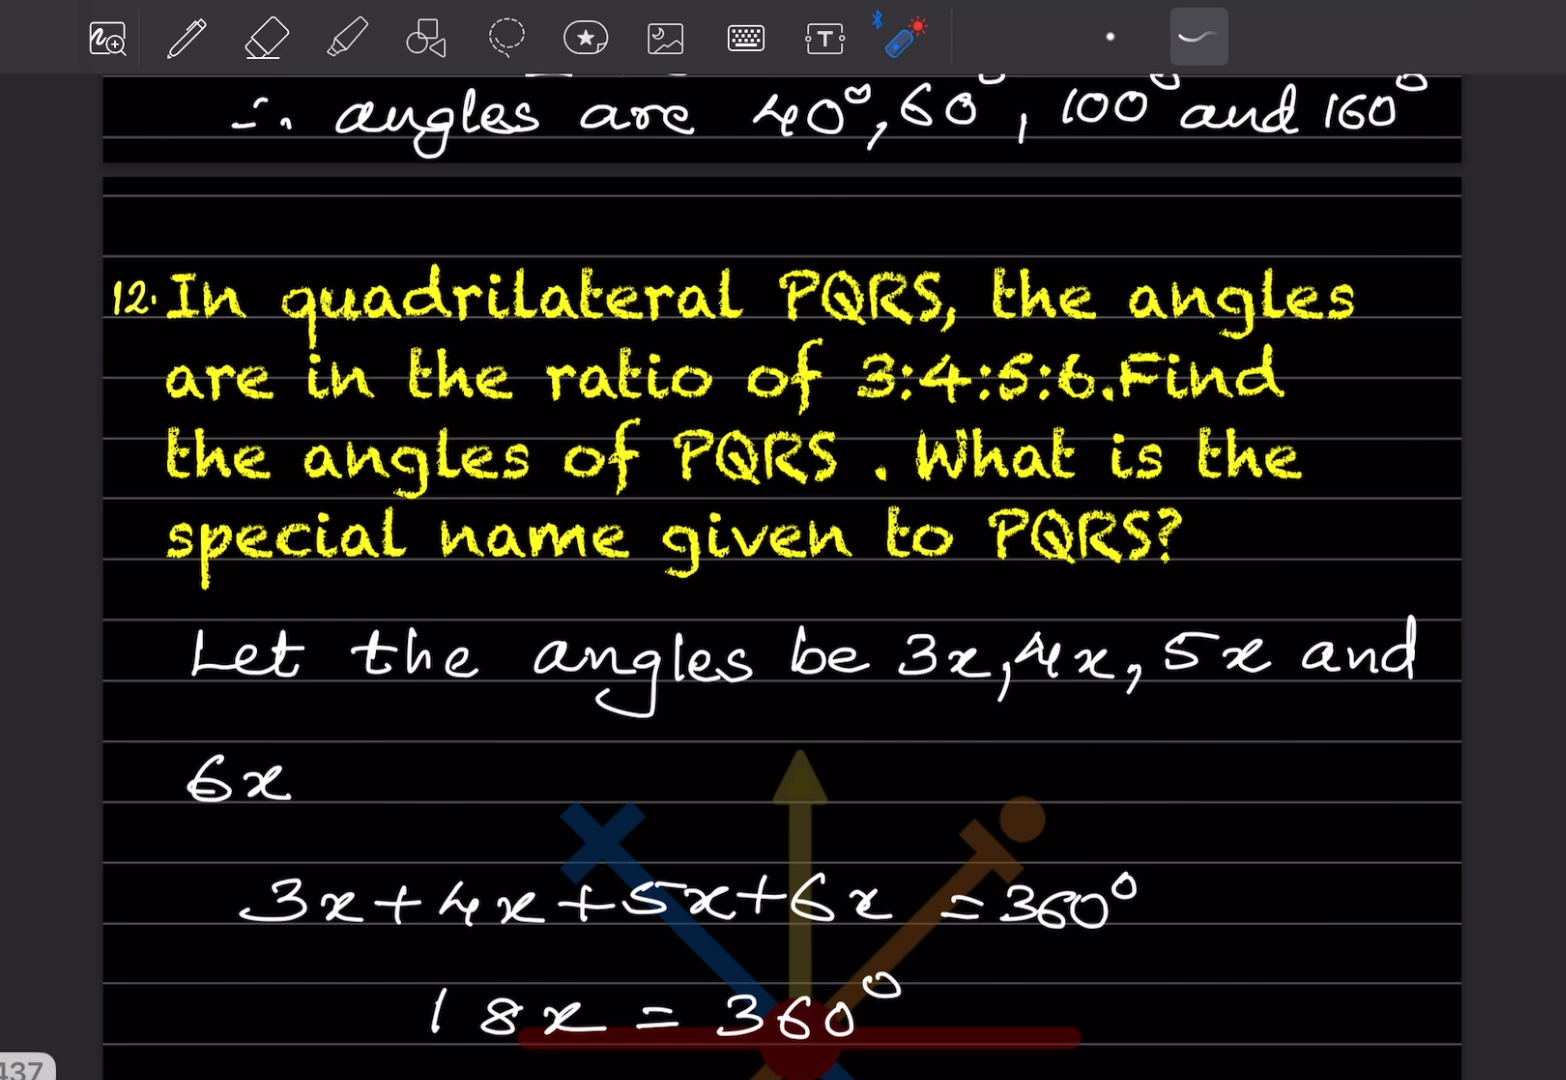 ∴ angles are 40°, 60°, 100° and 160°
12. In quadrilateral PQRS, the angles
are in the ratio of 3:4:5:6.Find
the angles of PQRS . What is the
special name given to PQRS?
Let the angles be 3x, 4x, 5x and
6x
3x+4x+5x+6x = 360°
18x = 360°
437